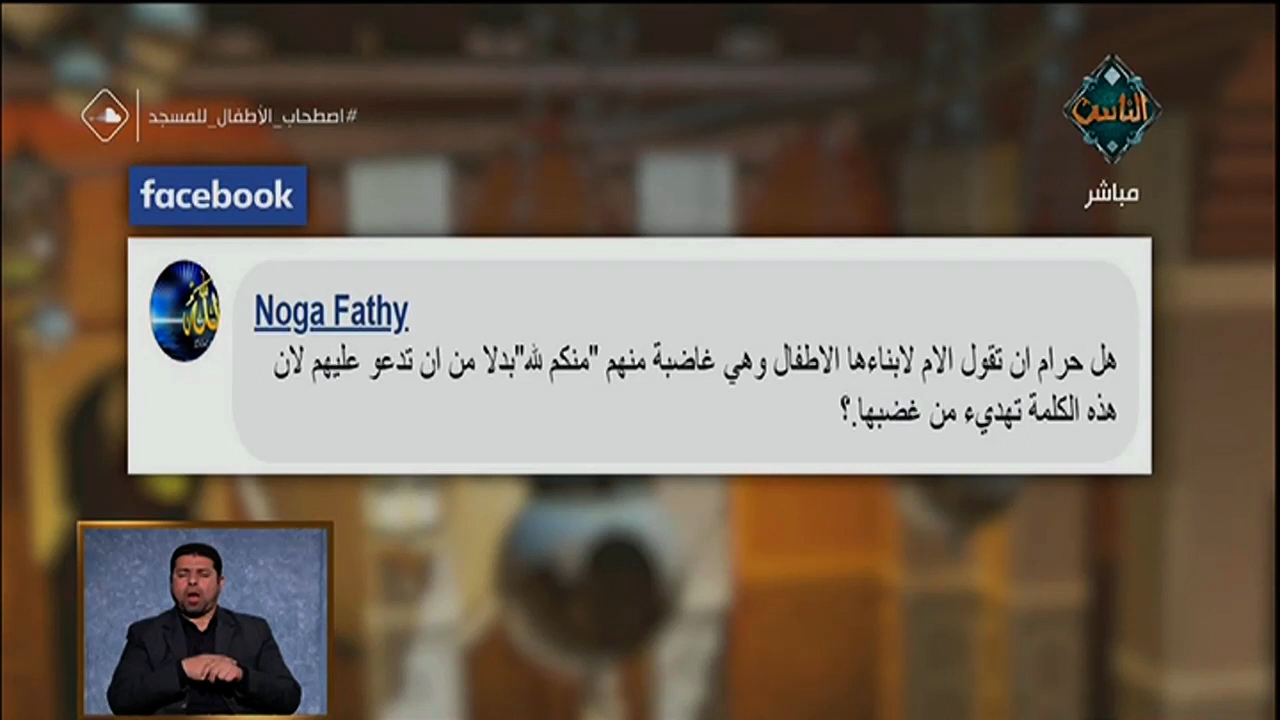 #اصطحاب_الأطفال_للمسجد
الناس
مباشر
facebook
Noga Fathy
هل حرام ان تقول الام لابناءها الاطفال وهي غاضبة منهم "منكم لله"بدلا من ان تدعو عليهم لان
هذه الكلمة تهديء من غضبها.؟